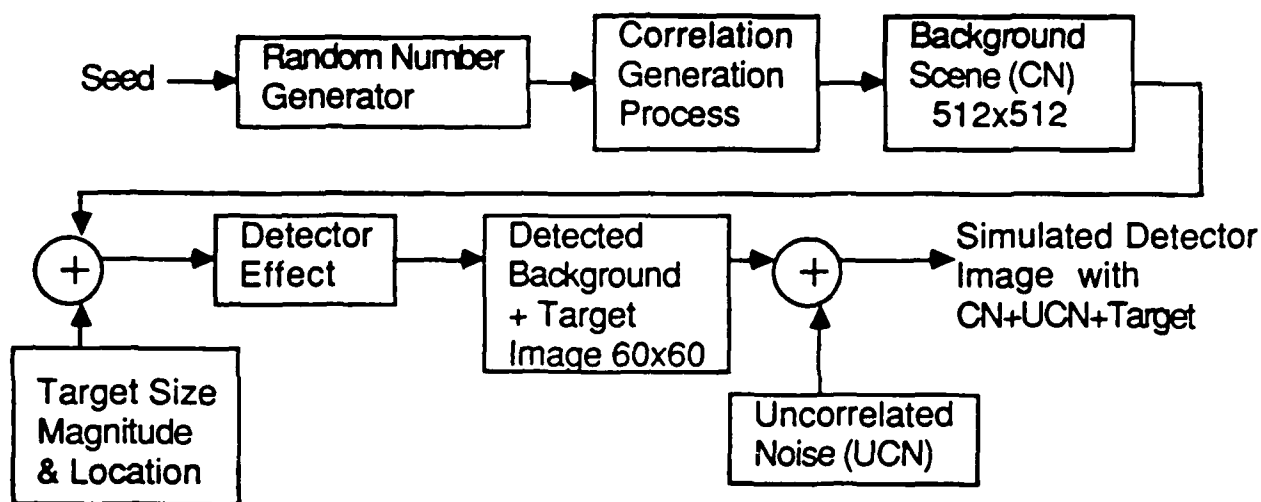 Seed
Random Number
Generator
Correlation
Generation
Process
Background
Scene (CN)
512x512
+
Detector
Effect
Detected
Background
+ Target
Image 60x60
+
Simulated Detector
Image with
CN+UCN+Target
Target Size
Magnitude
& Location
Uncorrelated
Noise (UCN)